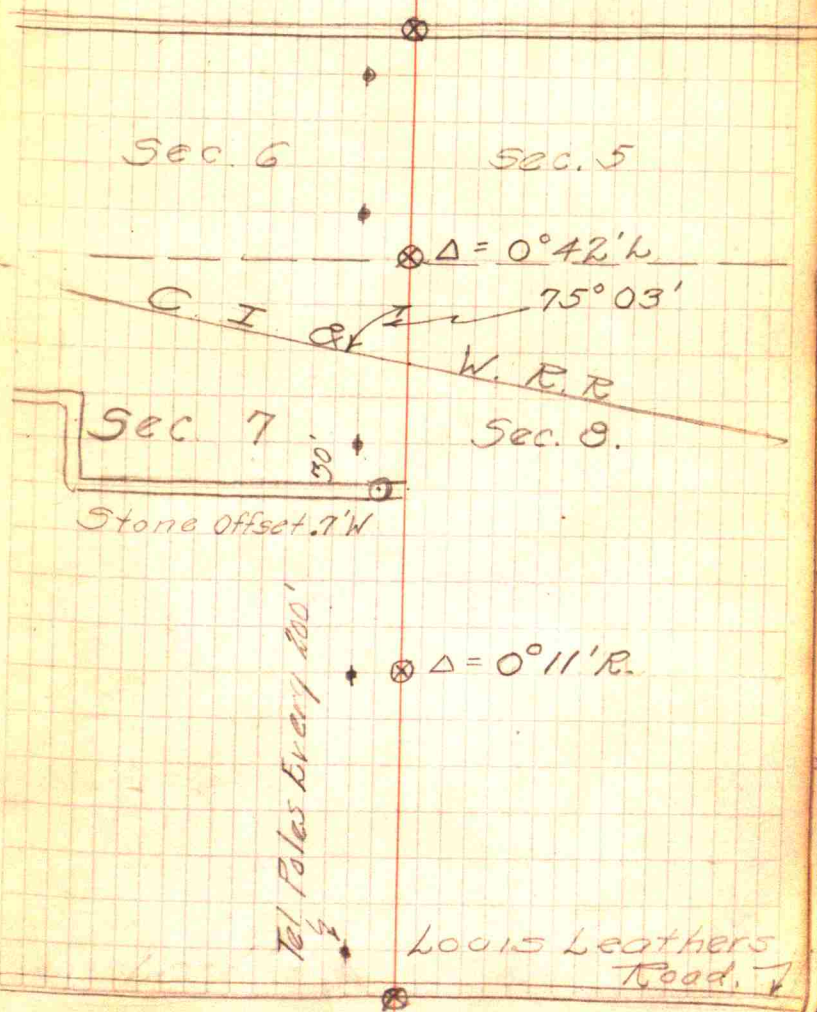 Sec. 6
Sec. 5
Δ = 0°42'L
75°03'
C. I. & W. R. R
Sec. 7
Sec. 8.
30'
Stone Offset .7'W
Δ = 0°11'R.
Tel Poles Every 200'
Louis Leathers
Road.